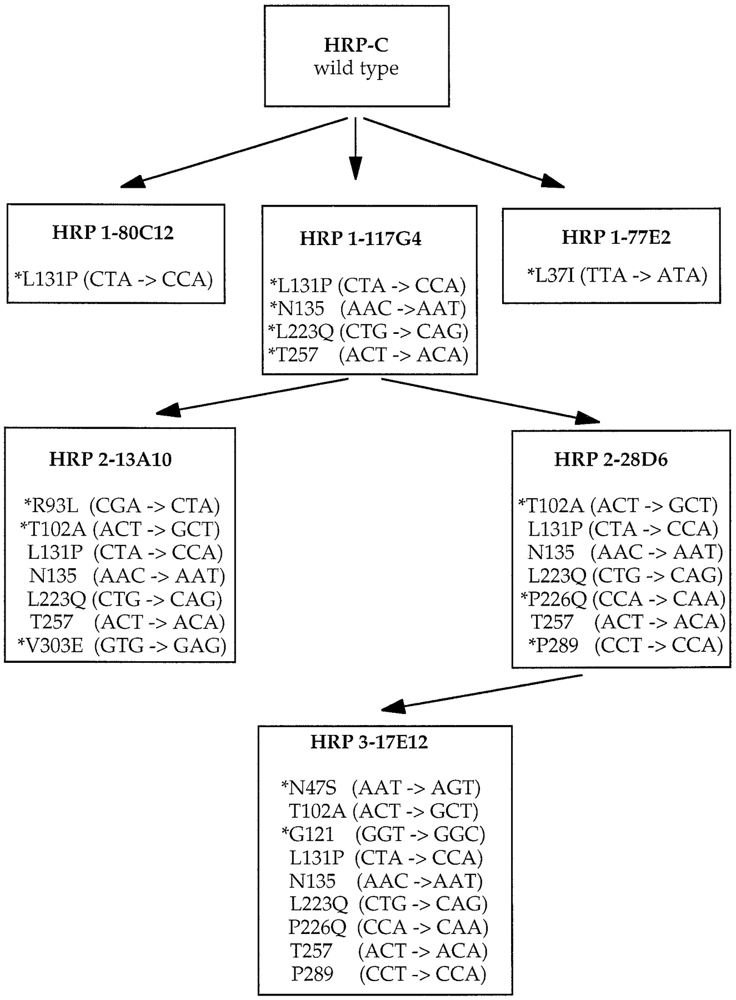 HRP-C
wild type
HRP 1-80C12
*L131P (CTA -> CCA)
HRP 1-117G4
*L131P (CTA -> CCA)
*N135 (AAC ->AAT)
*L223Q (CTG -> CAG)
*T257 (ACT -> ACA)
HRP 1-77E2
*L37I (TTA -> ATA)
HRP 2-13A10
*R93L (CGA -> CTA)
*T102A (ACT -> GCT)
L131P (CTA -> CCA)
N135 (AAC -> AAT)
L223Q (CTG -> CAG)
T257 (ACT -> ACA)
*V303E (GTG -> GAG)
HRP 2-28D6
*T102A (ACT -> GCT)
L131P (CTA -> CCA)
N135 (AAC -> AAT)
L223Q (CTG -> CAG)
*P226Q (CCA -> CAA)
T257 (ACT -> ACA)
*P289 (CCT -> CCA)
HRP 3-17E12
*N47S (AAT -> AGT)
T102A (ACT -> GCT)
*G121 (GGT -> GGC)
L131P (CTA -> CCA)
N135 (AAC ->AAT)
L223Q (CTG -> CAG)
P226Q (CCA -> CAA)
T257 (ACT -> ACA)
P289 (CCT -> CCA)